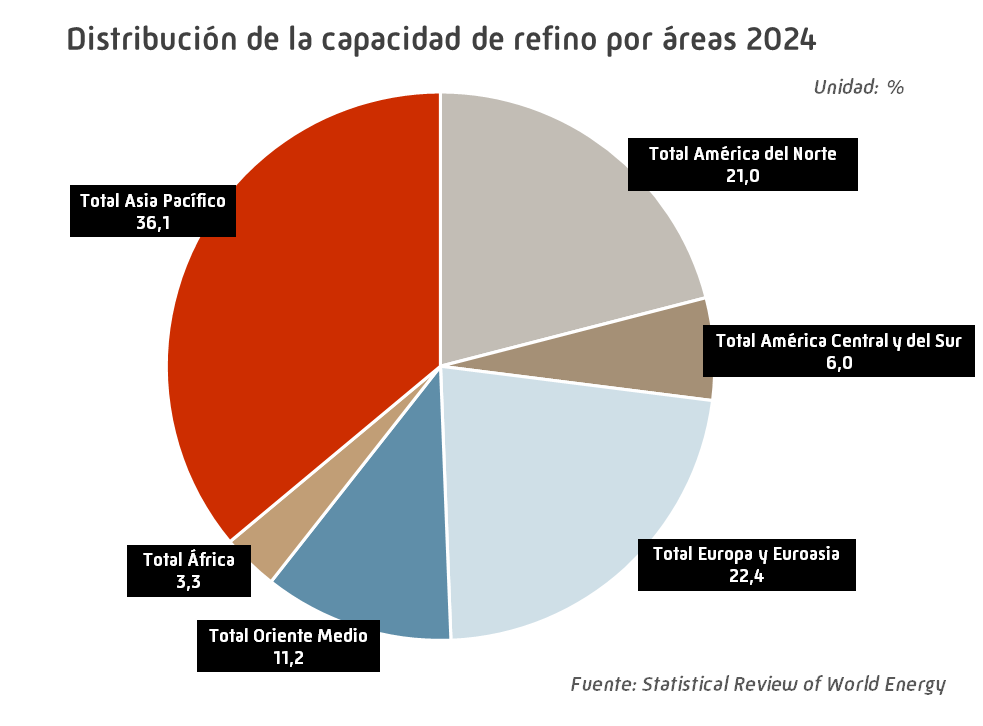 Distribución de la capacidad de refino por áreas 2024
Unidad: %
Total América del Norte
21,0
Total Asia Pacífico
36,1
Total América Central y del Sur
6,0
Total Europa y Euroasia
22,4
Total África
3,3
Total Oriente Medio
11,2
Fuente: Statistical Review of World Energy